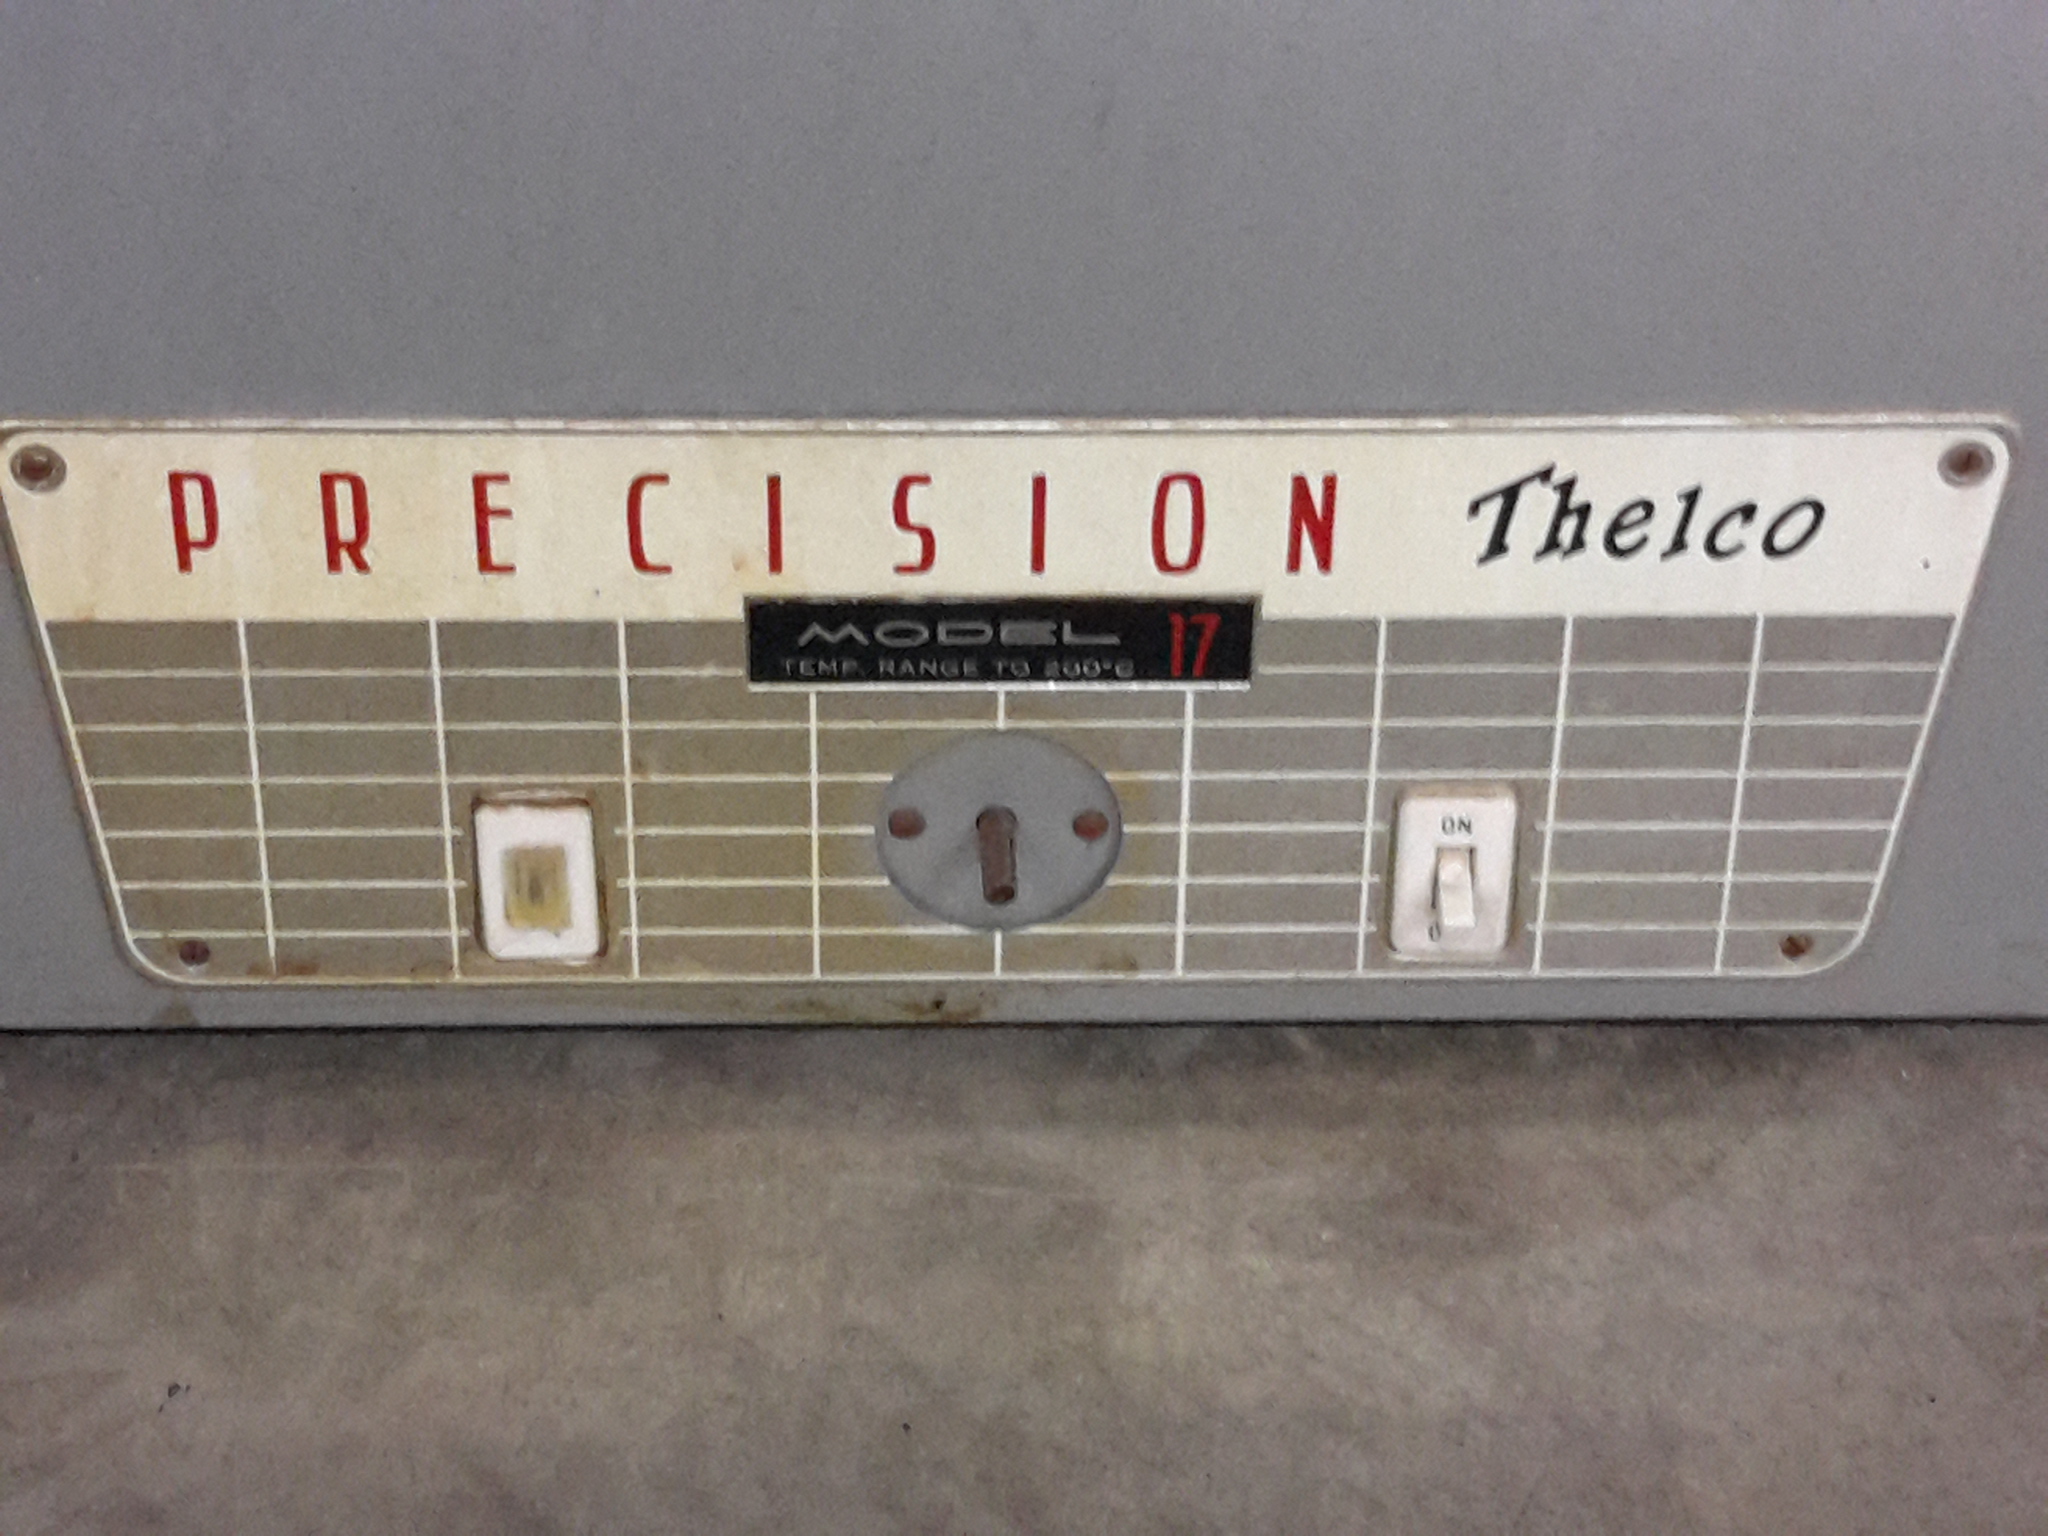 PRECISION Thelco
MODEL 17
TEMP. RANGE TO 200°C
ON